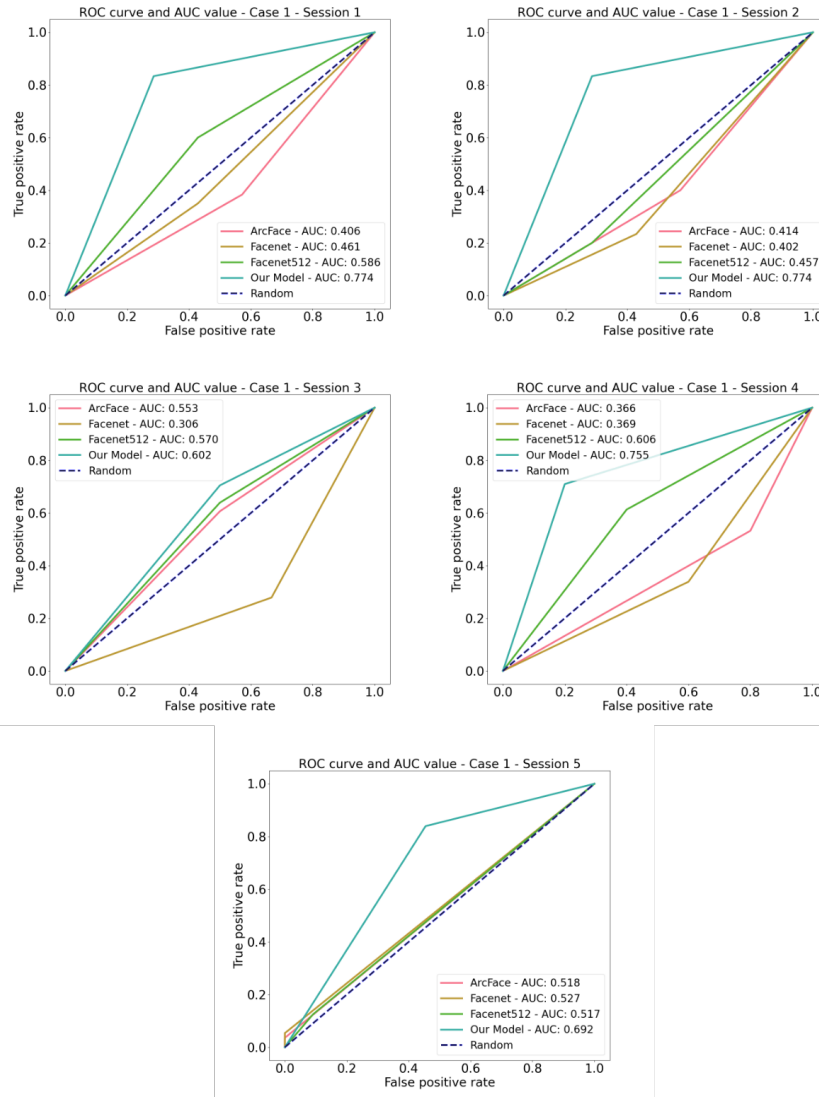 ROC curve and AUC value - Case 1 - Session 1
1.0
0.8
0.6
0.4
0.2
0.0
True positive rate
ArcFace - AUC: 0.406
Facenet - AUC: 0.461
Facenet512 - AUC: 0.586
Our Model - AUC: 0.774
Random
0.0 0.2 0.4 0.6 0.8 1.0
False positive rate
ROC curve and AUC value - Case 1 - Session 2
1.0
0.8
0.6
0.4
0.2
0.0
True positive rate
ArcFace - AUC: 0.414
Facenet - AUC: 0.402
Facenet512 - AUC: 0.457
Our Model - AUC: 0.774
Random
0.0 0.2 0.4 0.6 0.8 1.0
False positive rate
ROC curve and AUC value - Case 1 - Session 3
1.0
0.8
0.6
0.4
0.2
0.0
True positive rate
ArcFace - AUC: 0.553
Facenet - AUC: 0.306
Facenet512 - AUC: 0.570
Our Model - AUC: 0.602
Random
0.0 0.2 0.4 0.6 0.8 1.0
False positive rate
ROC curve and AUC value - Case 1 - Session 4
1.0
0.8
0.6
0.4
0.2
0.0
True positive rate
ArcFace - AUC: 0.366
Facenet - AUC: 0.369
Facenet512 - AUC: 0.606
Our Model - AUC: 0.755
Random
0.0 0.2 0.4 0.6 0.8 1.0
False positive rate
ROC curve and AUC value - Case 1 - Session 5
1.0
0.8
0.6
0.4
0.2
0.0
True positive rate
ArcFace - AUC: 0.518
Facenet - AUC: 0.527
Facenet512 - AUC: 0.517
Our Model - AUC: 0.692
Random
0.0 0.2 0.4 0.6 0.8 1.0
False positive rate